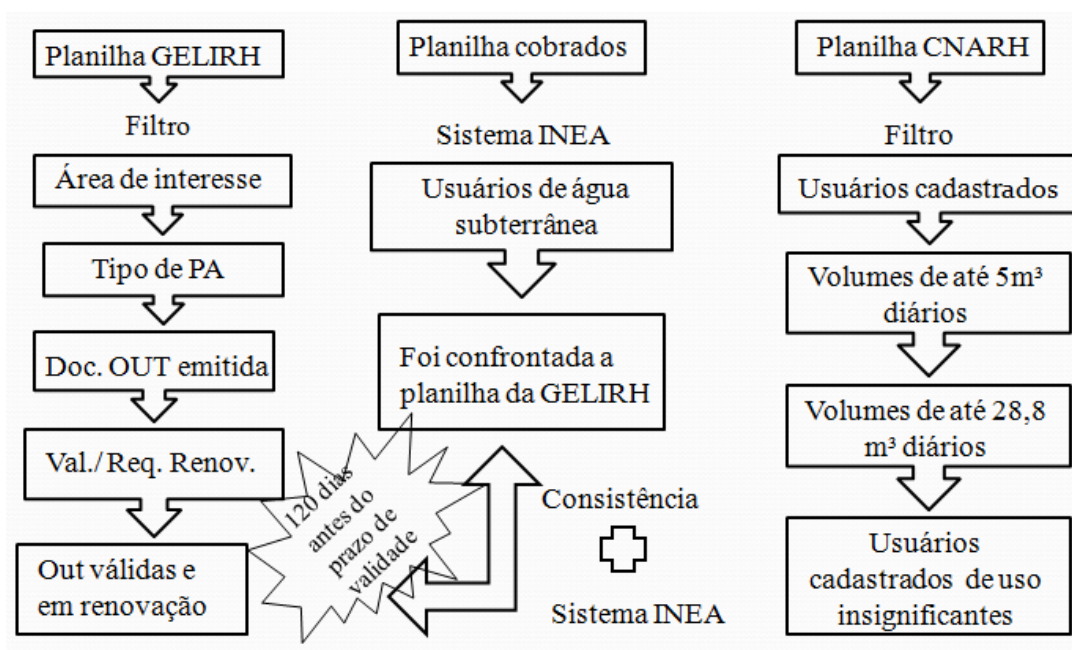 Planilha GELIRH
Filtro
Área de interesse
Tipo de PA
Doc. OUT emitida
Val./ Req. Renov.
Out válidas e
em renovação
Planilha cobrados
Sistema INEA
Usuários de água
subterrânea
Foi confrontada a
planilha da GELIRH
120 dias
antes do
prazo de
validade
Consistência
Sistema INEA
Planilha CNARH
Filtro
Usuários cadastrados
Volumes de até 5m³
diários
Volumes de até 28,8
m³ diários
Usuários
cadastrados de uso
insignificantes